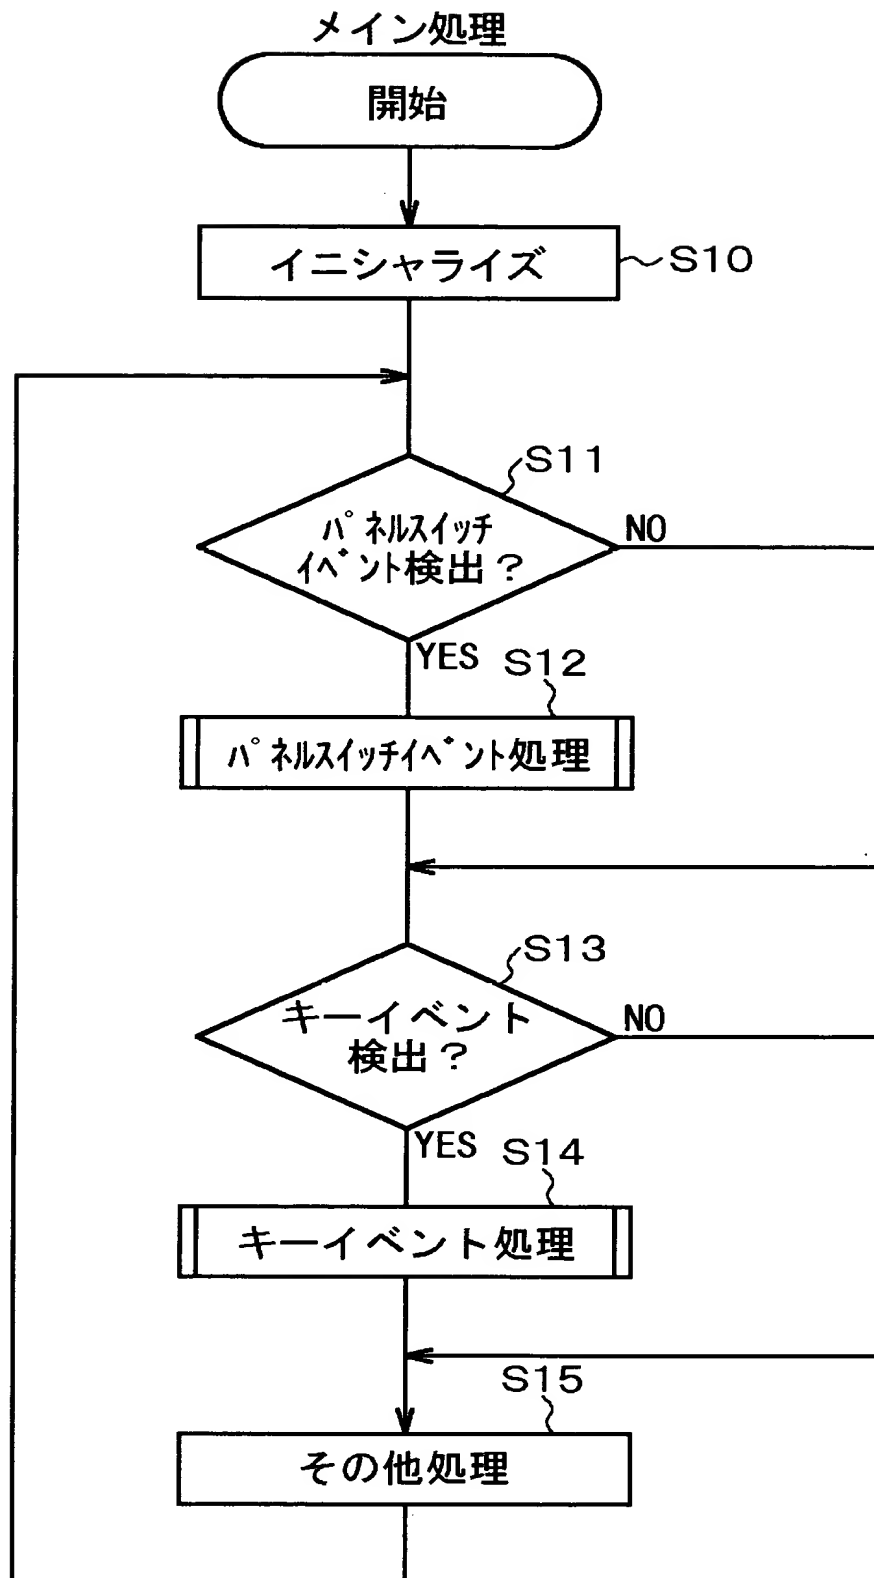 メイン処理
開始
イニシャライズ
S10
S11
パネルスイッチ
イベント検出?
NO
YES
S12
パネルスイッチイベント処理
S13
キーイベント
検出?
NO
YES
S14
キーイベント処理
S15
その他処理